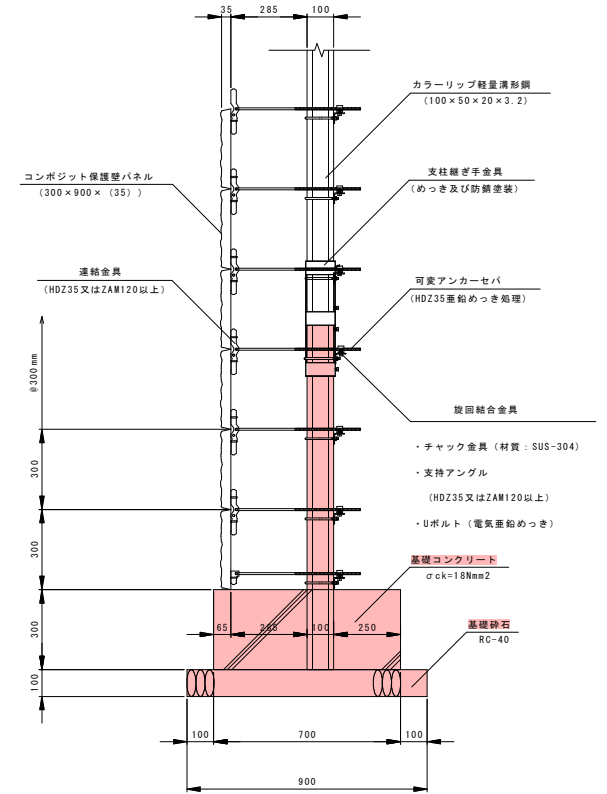 35
285
100
カラーリップ軽量溝形鋼
(100×50×20×3.2)
コンポジット保護壁パネル
(300×900×(35))
支柱継ぎ手金具
(めっき及び防錆塗装)
連結金具
(HDZ35又はZAM120以上)
可変アンカーセパ
(HDZ35亜鉛めっき処理)
@300mm
旋回結合金具
・チャック金具(材質:SUS-304)
・支持アングル
(HDZ35又はZAM120以上)
・Uボルト(電気亜鉛めっき)
300
300
基礎コンクリート
σck=18Nmm2
300
65
285
100
250
基礎砕石
RC-40
100
100
700
100
900